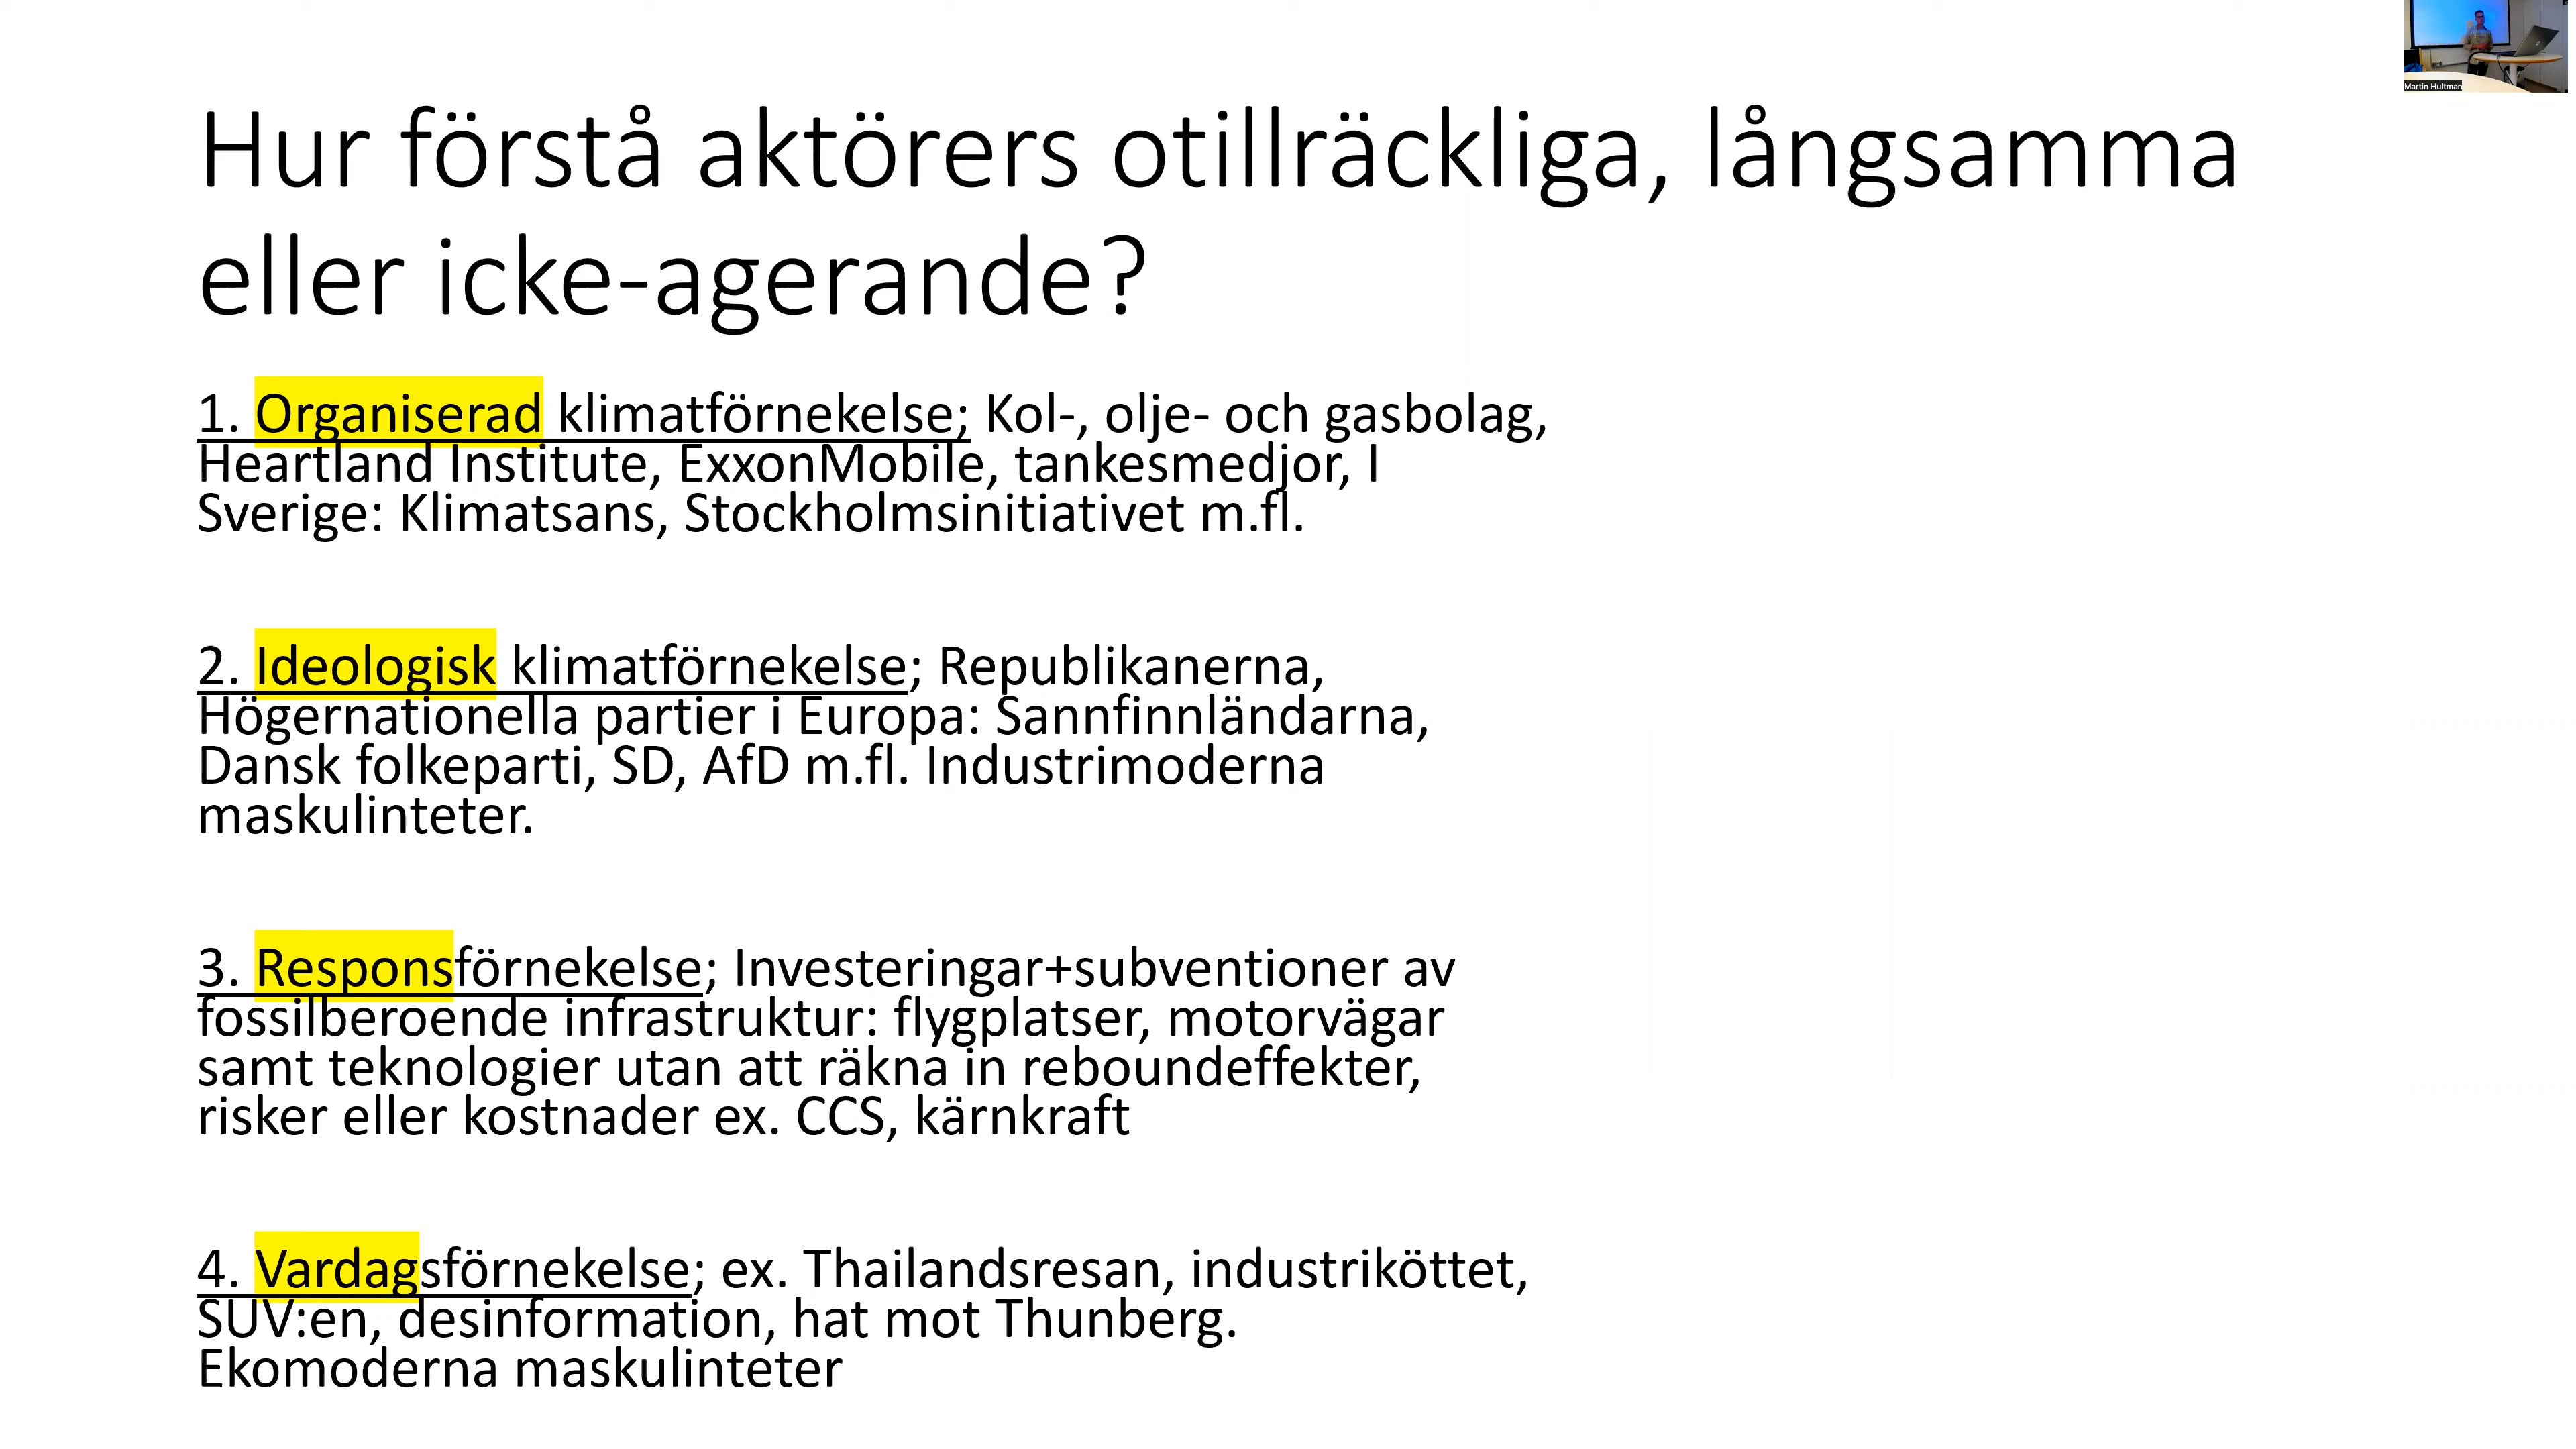 Martin Hultman
Hur förstå aktörers otillräckliga, långsamma
eller icke-agerande?
1. Organiserad klimatförnekelse; Kol-, olje- och gasbolag,
Heartland Institute, ExxonMobile, tankesmedjor, I
Sverige: Klimatsans, Stockholmsinitiativet m.fl.
2. Ideologisk klimatförnekelse; Republikanerna,
Högernationella partier i Europa: Sannfinnländarna,
Dansk folkeparti, SD, AfD m.fl. Industrimoderna
maskulinteter.
3. Responsförnekelse; Investeringar+subventioner av
fossilberoende infrastruktur: flygplatser, motorvägar
samt teknologier utan att räkna in reboundeffekter,
risker eller kostnader ex. CCS, kärnkraft
4. Vardagsförnekelse; ex. Thailandsresan, industriköttet,
SUV:en, desinformation, hat mot Thunberg.
Ekomoderna maskulinteter